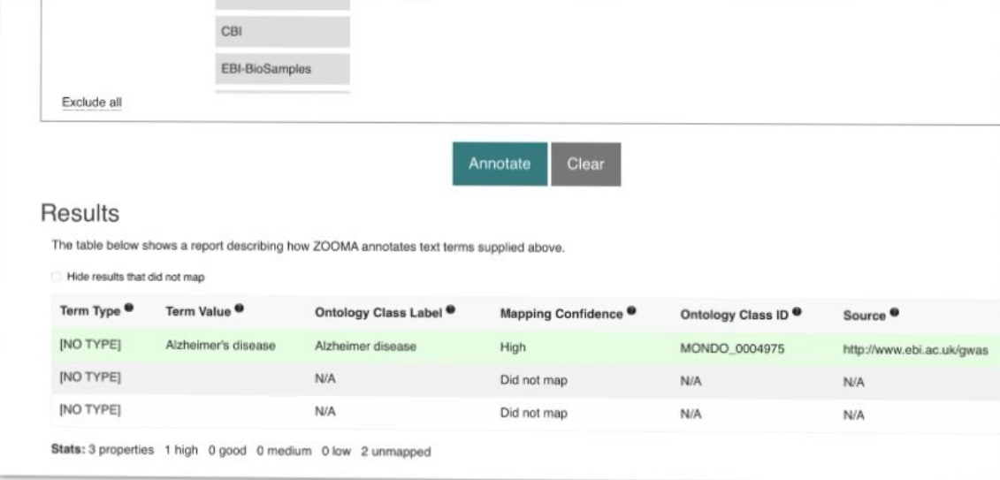 CBI
EBI-BioSamples
Exclude all
Annotate Clear
Results
The table below shows a report describing how ZOOMA annotates text terms supplied above.
Hide results that did not map
Term Type Term Value Ontology Class Label Mapping Confidence Ontology Class ID Source
[NO TYPE] Alzheimer's disease Alzheimer disease High MONDO_0004975 http://www.ebi.ac.uk/gwas
[NO TYPE] N/A Did not map N/A N/A
[NO TYPE] N/A Did not map N/A N/A
Stats: 3 properties 1 high 0 good 0 medium 0 low 2 unmapped